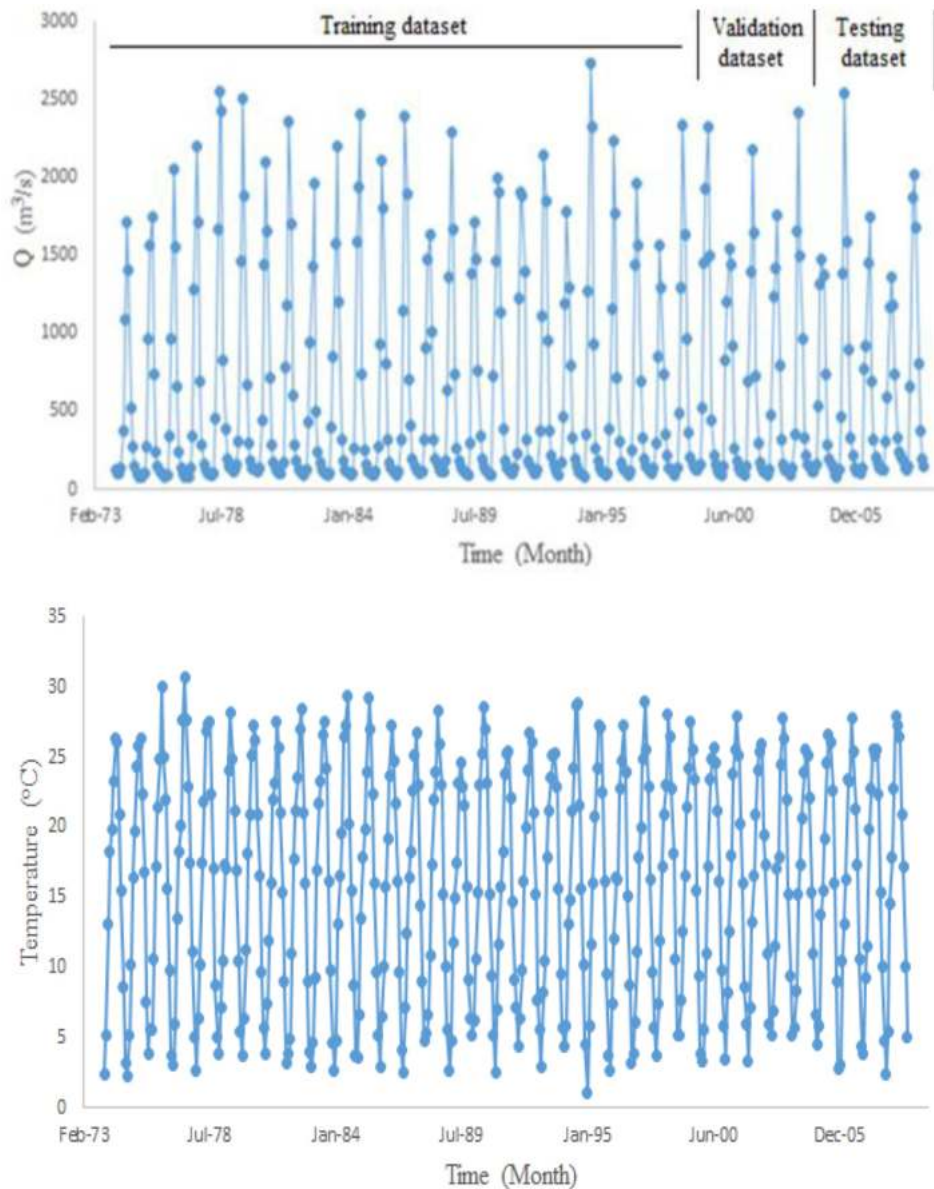 3000
Training dataset
Validation dataset
Testing dataset
2500
2000
1500
1000
500
0
Q (m³/s)
Feb-73 Jul-78 Jan-84 Jul-89 Jan-95 Jun-00 Dec-05
Time (Month)
35
30
25
20
15
10
5
0
Temperature (°C)
Feb-73 Jul-78 Jan-84 Jul-89 Jan-95 Jun-00 Dec-05
Time (Month)